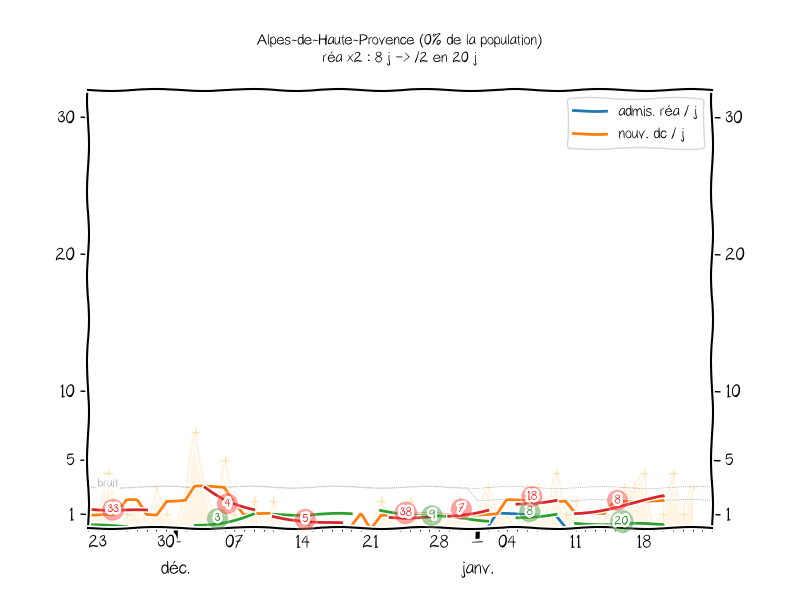 Alpes-de-Haute-Provence (0% de la population)
réa x2 : 8 j -> /2 en 20 j
admis. réa / j
nouv. dc / j
30 30
20 20
10 10
5 5
1 1
bruit
33 3 4 5 38 9 7 18 8 8 20
23 30 07 14 21 28 04 11 18
déc. janv.